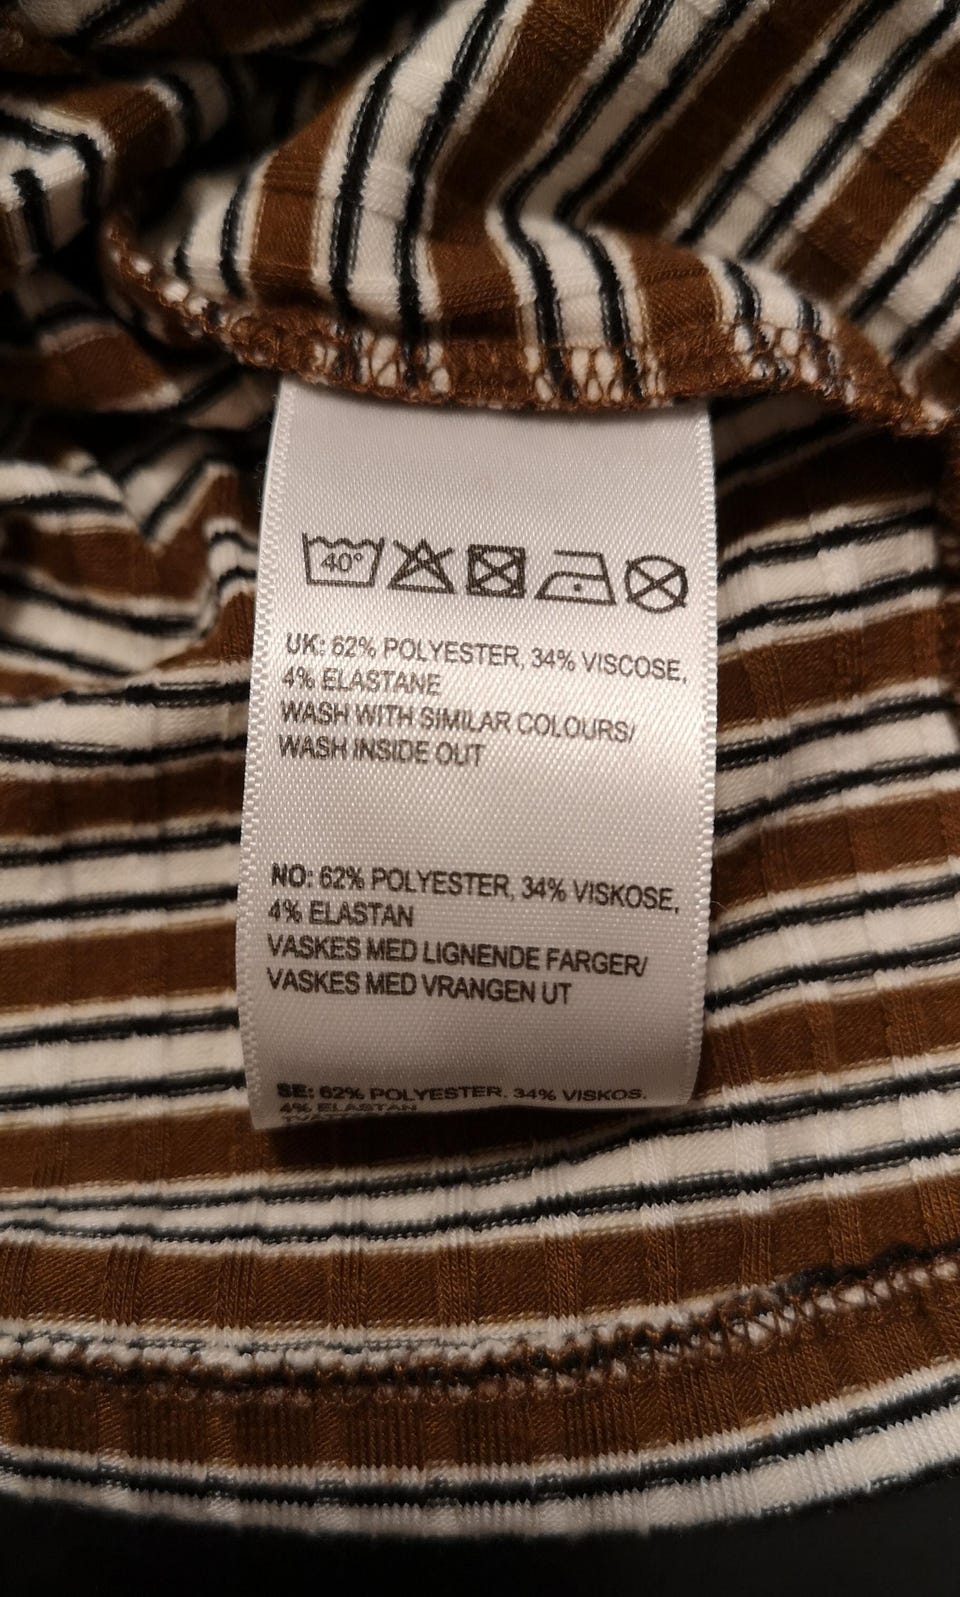 40°
UK: 62% POLYESTER, 34% VISCOSE,
4% ELASTANE
WASH WITH SIMILAR COLOURS/
WASH INSIDE OUT
NO: 62% POLYESTER, 34% VISKOSE,
4% ELASTAN
VASKES MED LIGNENDE FARGER/
VASKES MED VRANGEN UT
SE: 62% POLYESTER, 34% VISKOS,
4% ELASTAN